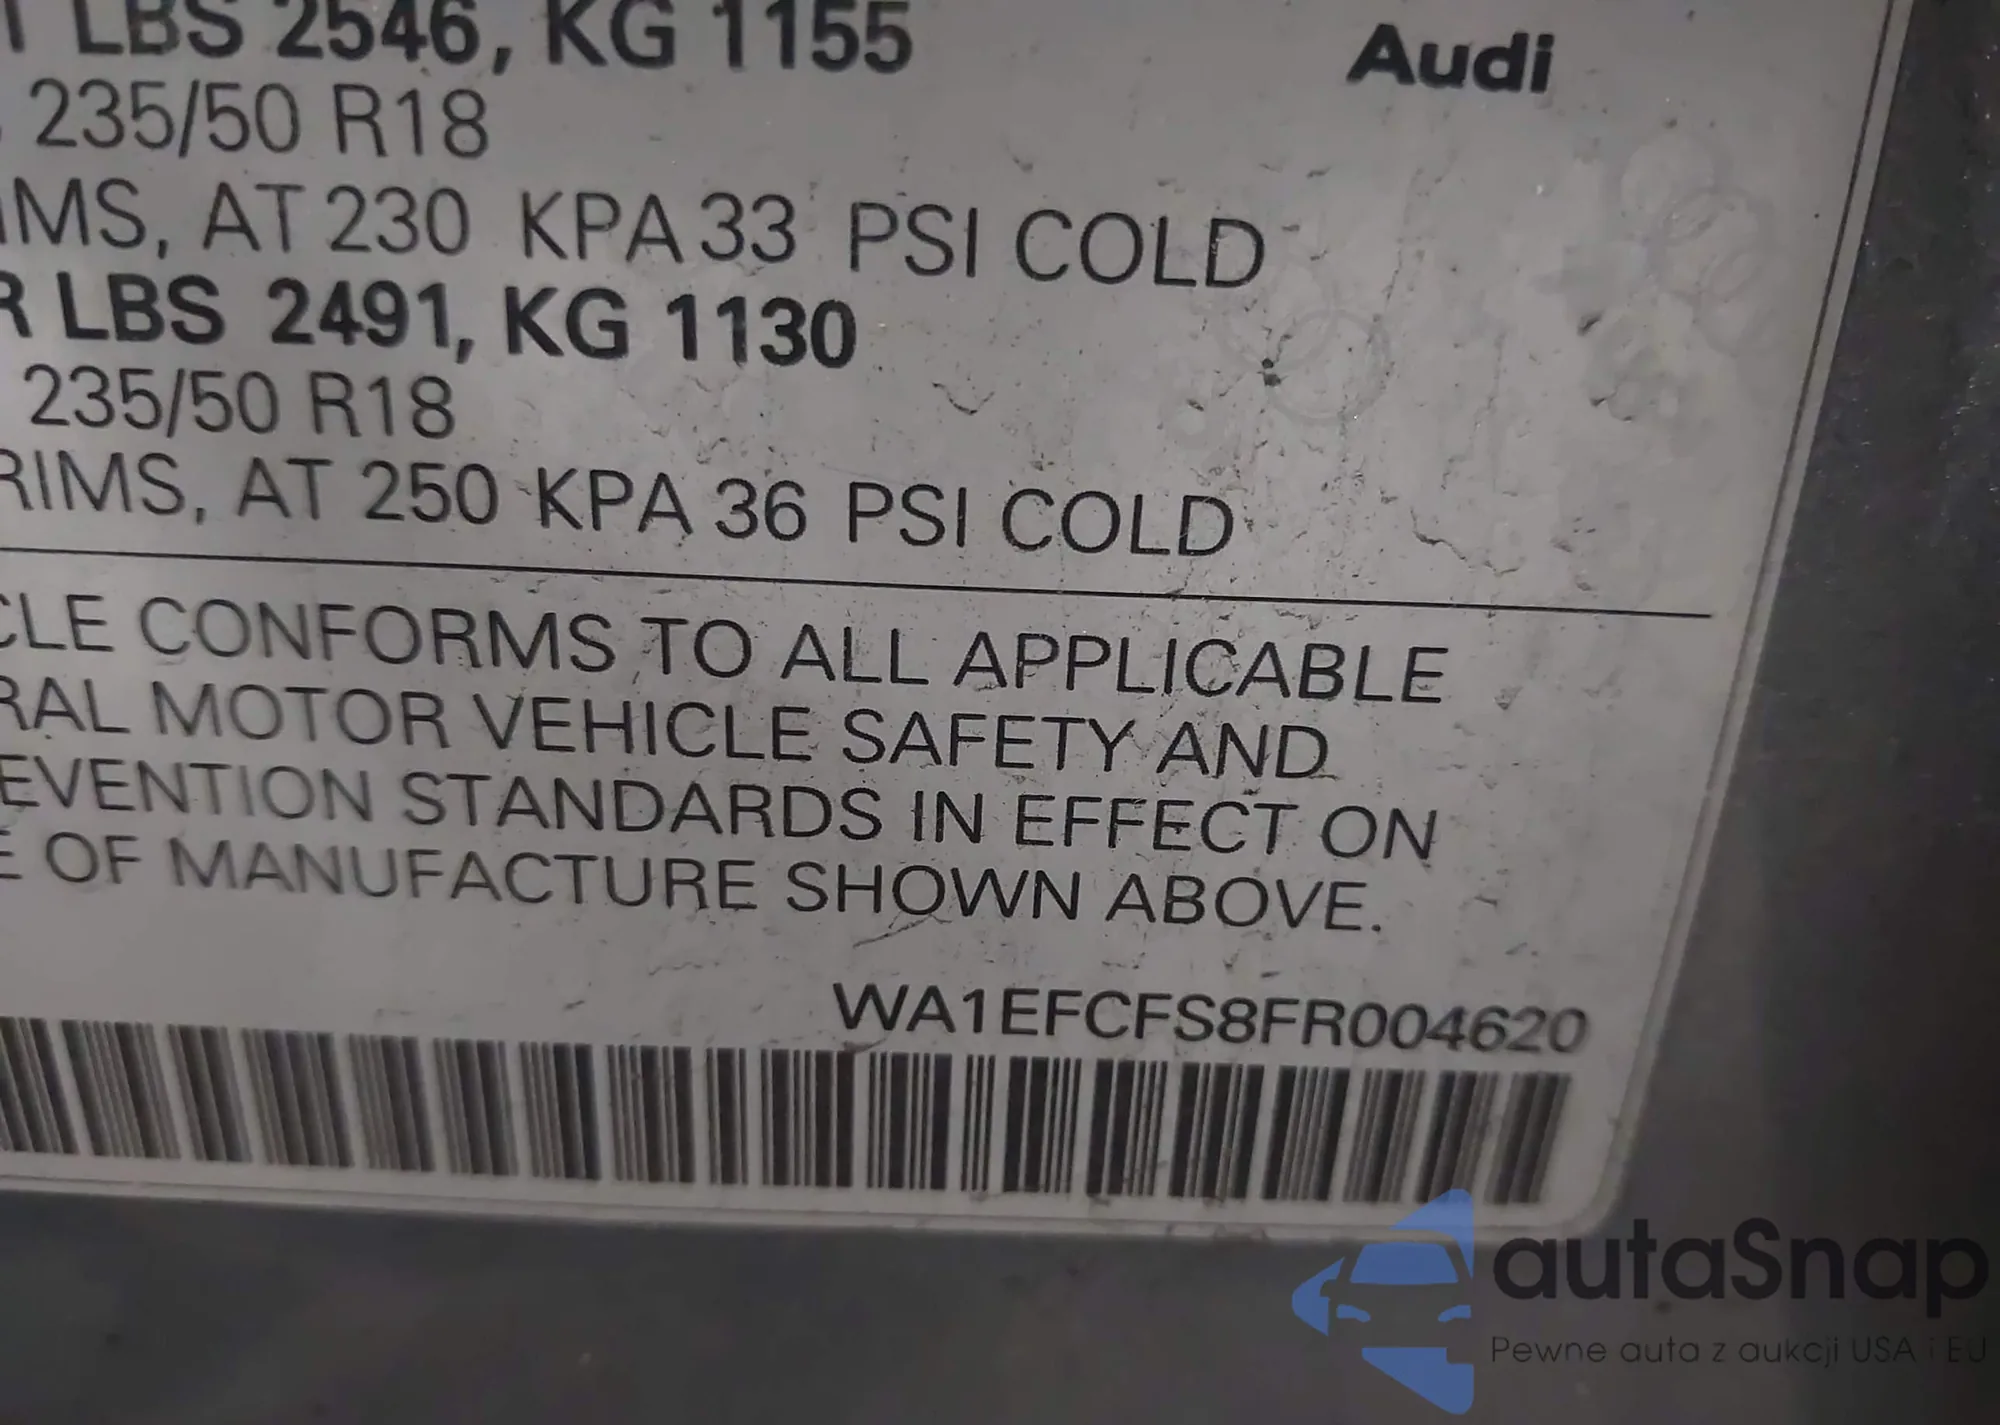 LBS 2546, KG 1155
Audi
235/50 R18
IMS, AT 230 KPA 33 PSI COLD
R LBS 2491, KG 1130
235/50 R18
RIMS, AT 250 KPA 36 PSI COLD
CLE CONFORMS TO ALL APPLICABLE
RAL MOTOR VEHICLE SAFETY AND
EVENTION STANDARDS IN EFFECT ON
E OF MANUFACTURE SHOWN ABOVE.
WA1EFCFS8FR004620
autaSnap
Pewne auta z aukcji USA i EU